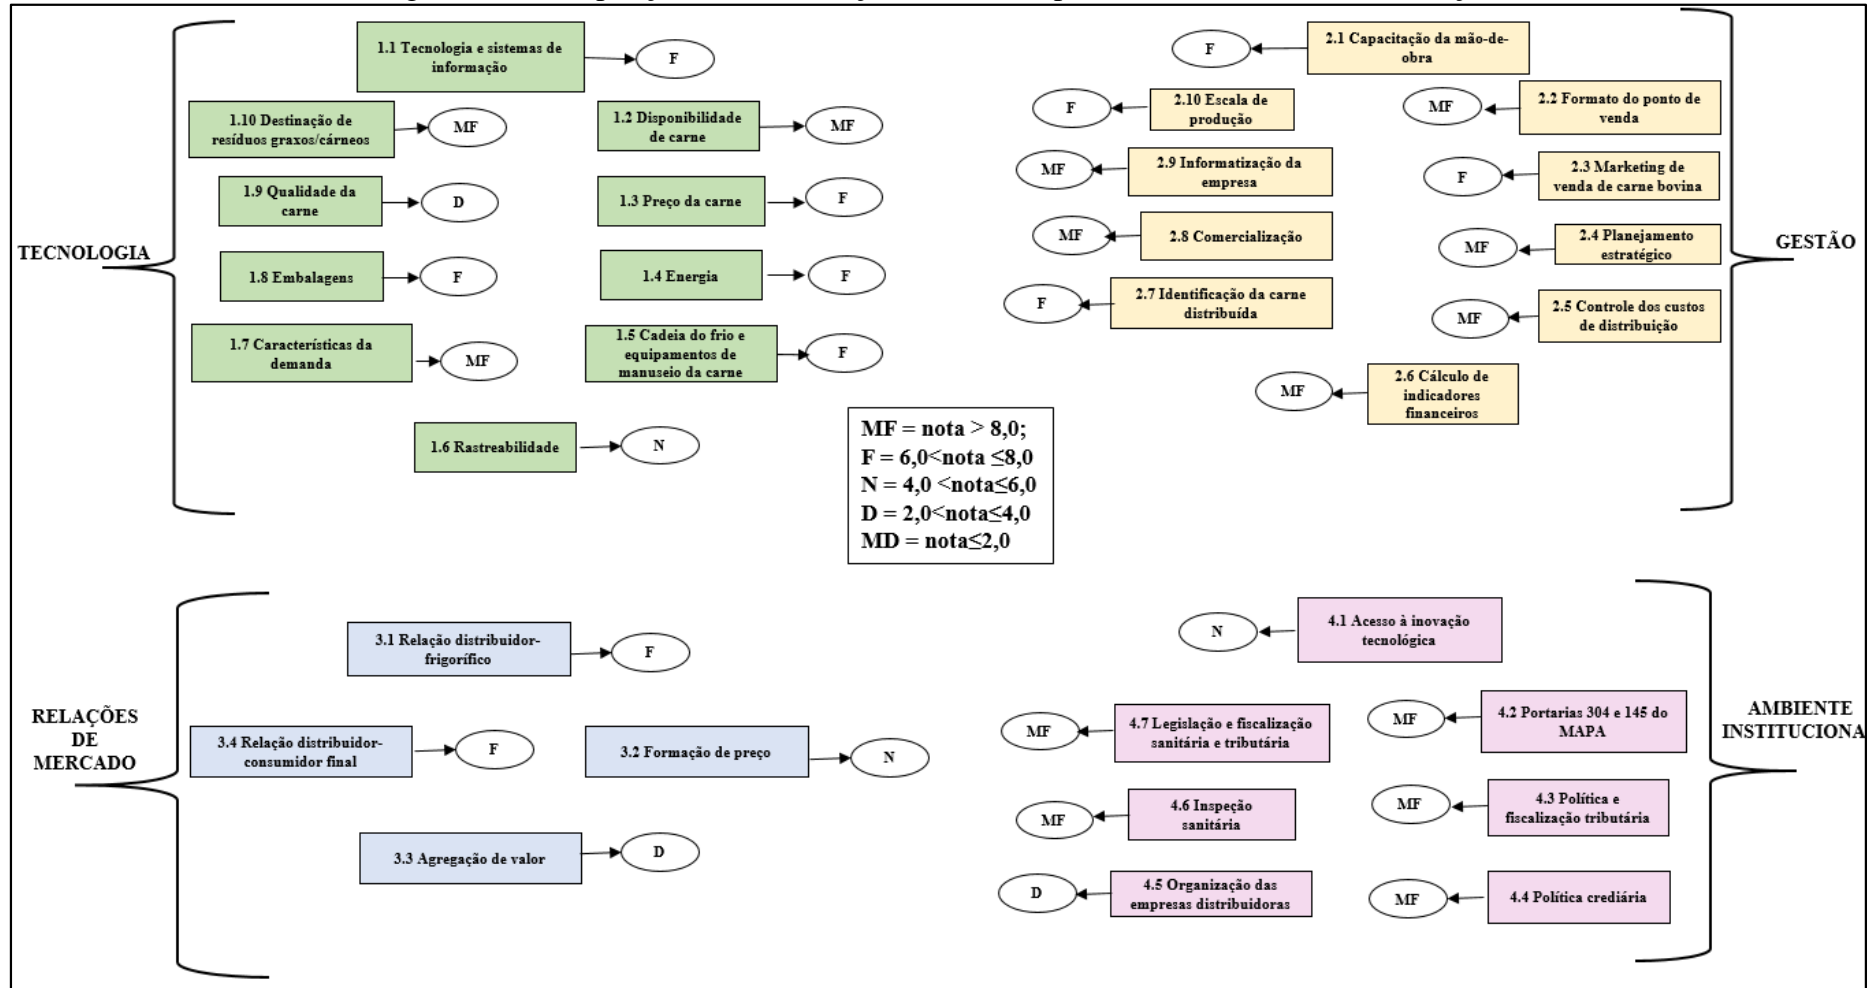 TECNOLOGIA
1.1 Tecnologia e sistemas de
informação
F
1.10 Destinação de
resíduos graxos/cárneos
MF
1.2 Disponibilidade
de carne
MF
1.9 Qualidade da
carne
D
1.3 Preço da carne
F
1.8 Embalagens
F
1.4 Energia
F
1.7 Características da
demanda
MF
1.5 Cadeia do frio e
equipamentos de
manuseio da carne
F
1.6 Rastreabilidade
N
GESTÃO
F
2.1 Capacitação da mão-de-
obra
F
2.10 Escala de
produção
MF
2.2 Formato do ponto de
venda
MF
2.9 Informatização da
empresa
F
2.3 Marketing de
venda de carne bovina
MF
2.8 Comercialização
MF
2.4 Planejamento
estratégico
F
2.7 Identificação da carne
distribuída
MF
2.5 Controle dos custos
de distribuição
MF
2.6 Cálculo de
indicadores
financeiros
MF = nota > 8,0;
F = 6,0<nota ≤8,0
N = 4,0 <nota≤6,0
D = 2,0<nota≤4,0
MD = nota≤2,0
RELAÇÕES
DE
MERCADO
3.1 Relação distribuidor-
frigorífico
F
3.4 Relação distribuidor-
consumidor final
F
3.2 Formação de preço
N
3.3 Agregação de valor
D
AMBIENTE
INSTITUCIONA
N
4.1 Acesso à inovação
tecnológica
MF
4.7 Legislação e fiscalização
sanitária e tributária
MF
4.2 Portarias 304 e 145 do
MAPA
MF
4.6 Inspeção
sanitária
MF
4.3 Política e
fiscalização tributária
D
4.5 Organização das
empresas distribuidoras
MF
4.4 Política crediária